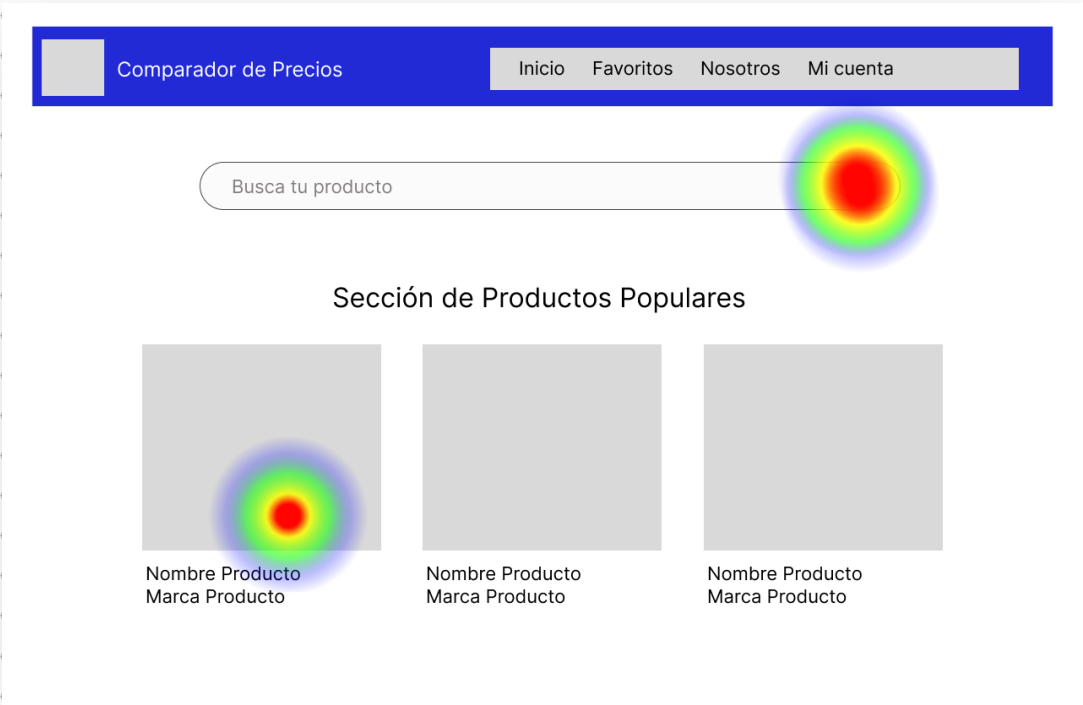 Comparador de Precios
Inicio Favoritos Nosotros Mi cuenta
Busca tu producto
Sección de Productos Populares
Nombre Producto
Marca Producto
Nombre Producto
Marca Producto
Nombre Producto
Marca Producto